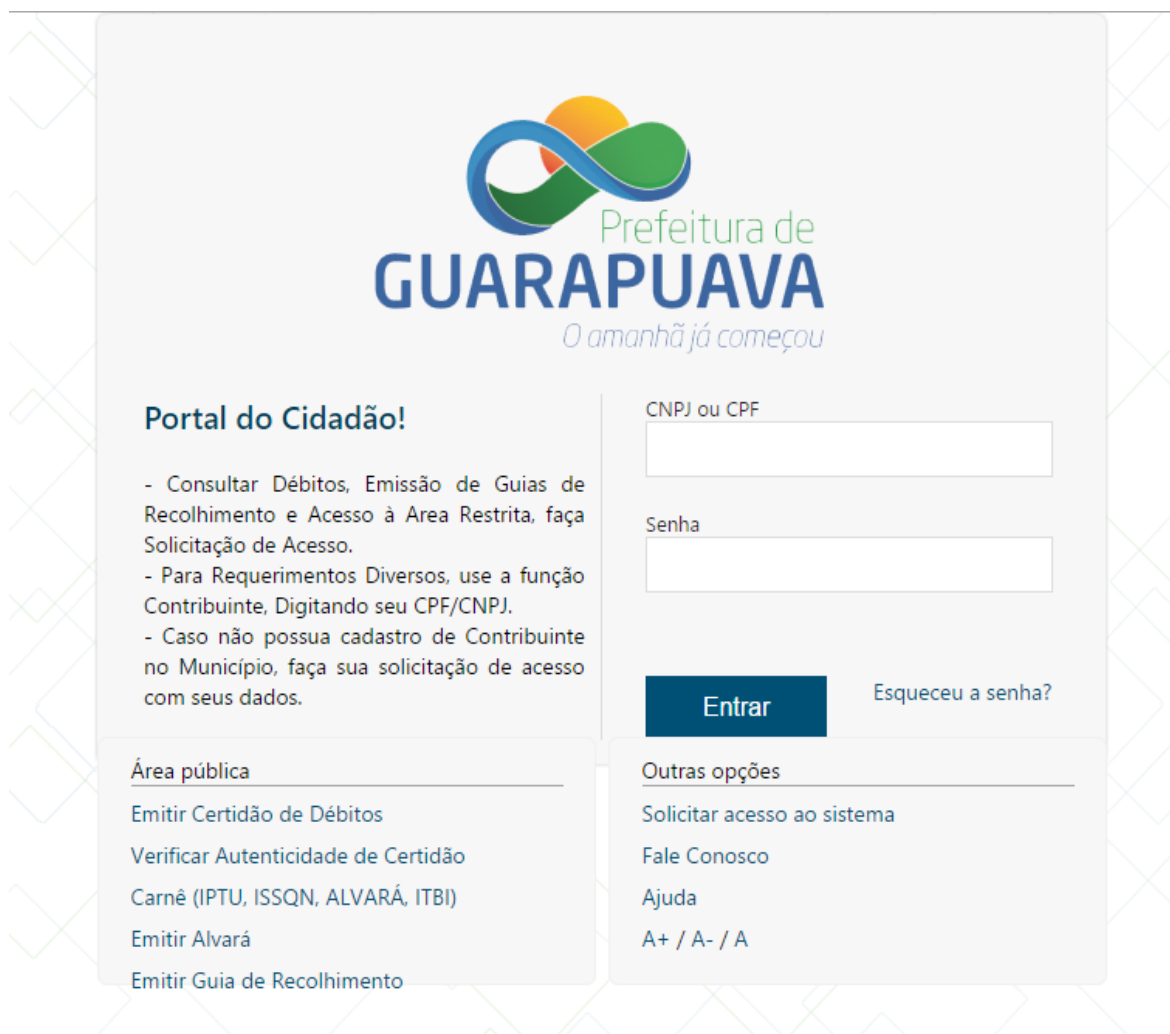 Prefeitura de
GUARAPUAVA
O amanhã já começou
Portal do Cidadão!
- Consultar Débitos, Emissão de Guias de
Recolhimento e Acesso à Area Restrita, faça
Solicitação de Acesso.
- Para Requerimentos Diversos, use a função
Contribuinte, Digitando seu CPF/CNPJ.
- Caso não possua cadastro de Contribuinte
no Município, faça sua solicitação de acesso
com seus dados.
CNPJ ou CPF
Senha
Entrar
Esqueceu a senha?
Área pública
Emitir Certidão de Débitos
Verificar Autenticidade de Certidão
Carnê (IPTU, ISSQN, ALVARÁ, ITBI)
Emitir Alvará
Emitir Guia de Recolhimento
Outras opções
Solicitar acesso ao sistema
Fale Conosco
Ajuda
A+ / A- / A